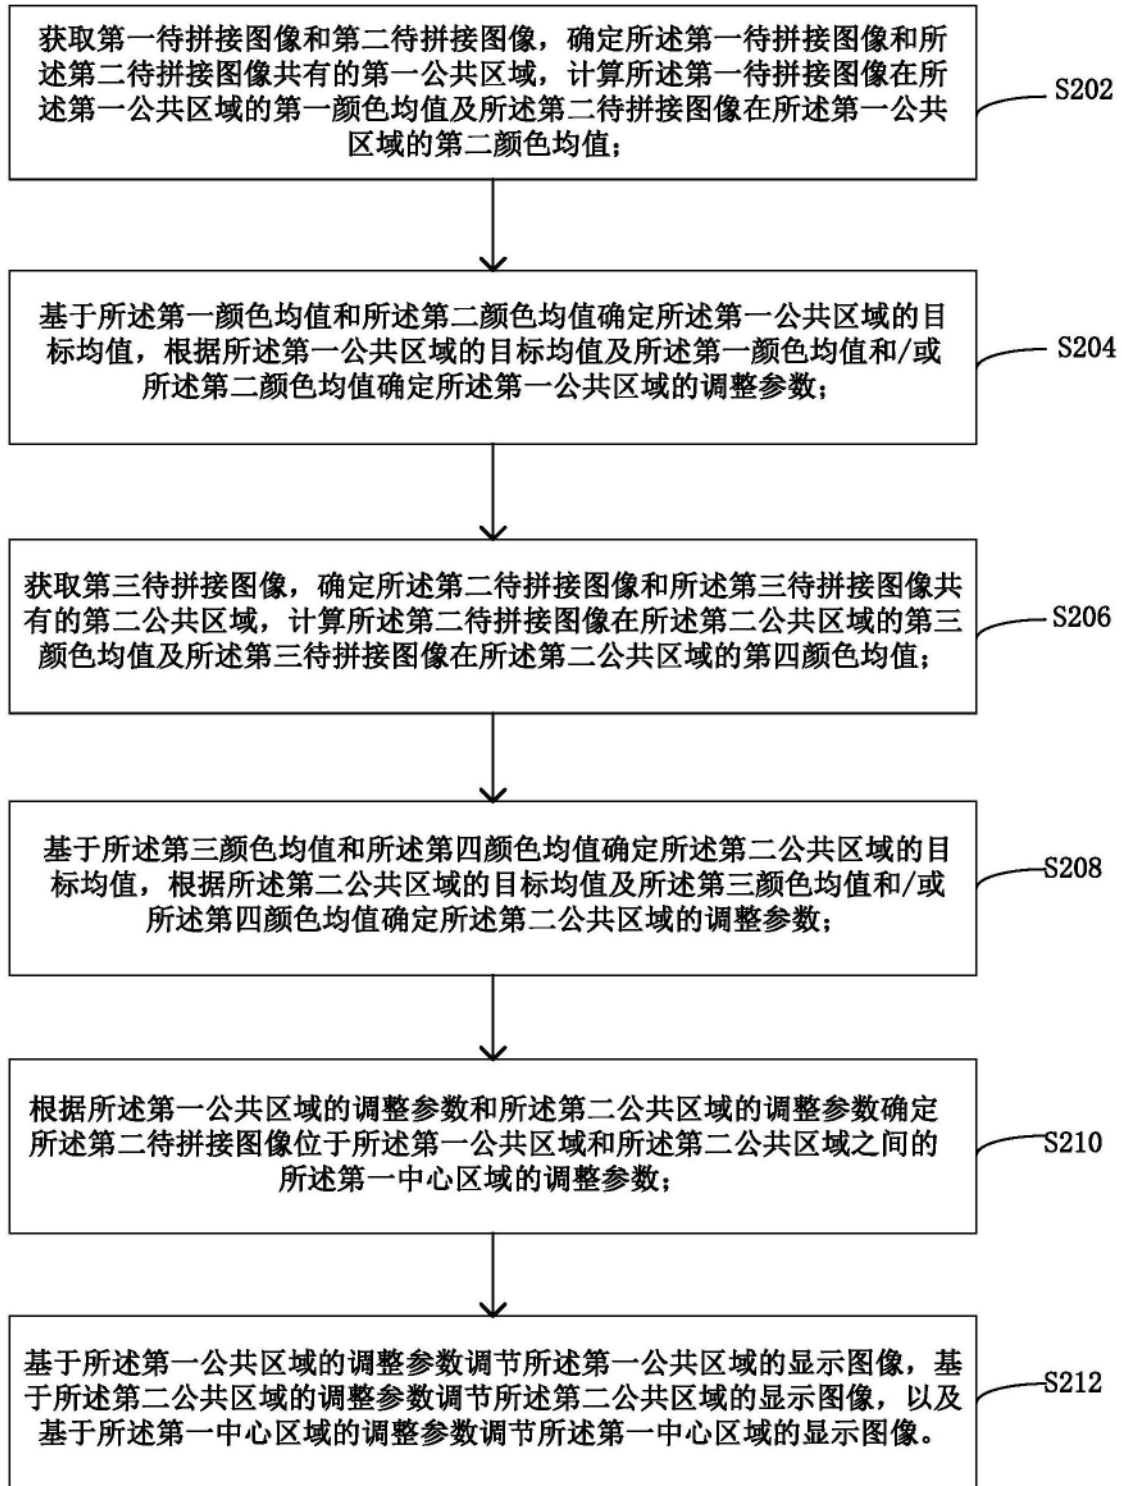 获取第一待拼接图像和第二待拼接图像，确定所述第一待拼接图像和所
述第二待拼接图像共有的第一公共区域，计算所述第一待拼接图像在所
述第一公共区域的第一颜色均值及所述第二待拼接图像在所述第一公共
区域的第二颜色均值；
S202
基于所述第一颜色均值和所述第二颜色均值确定所述第一公共区域的目
标均值，根据所述第一公共区域的目标均值及所述第一颜色均值和/或
所述第二颜色均值确定所述第一公共区域的调整参数；
S204
获取第三待拼接图像，确定所述第二待拼接图像和所述第三待拼接图像共
有的第二公共区域，计算所述第二待拼接图像在所述第二公共区域的第三
颜色均值及所述第三待拼接图像在所述第二公共区域的第四颜色均值；
S206
基于所述第三颜色均值和所述第四颜色均值确定所述第二公共区域的目
标均值，根据所述第二公共区域的目标均值及所述第三颜色均值和/或
所述第四颜色均值确定所述第二公共区域的调整参数；
S208
根据所述第一公共区域的调整参数和所述第二公共区域的调整参数确定
所述第二待拼接图像位于所述第一公共区域和所述第二公共区域之间的
所述第一中心区域的调整参数；
S210
基于所述第一公共区域的调整参数调节所述第一公共区域的显示图像，基
于所述第二公共区域的调整参数调节所述第二公共区域的显示图像，以及
基于所述第一中心区域的调整参数调节所述第一中心区域的显示图像。
S212